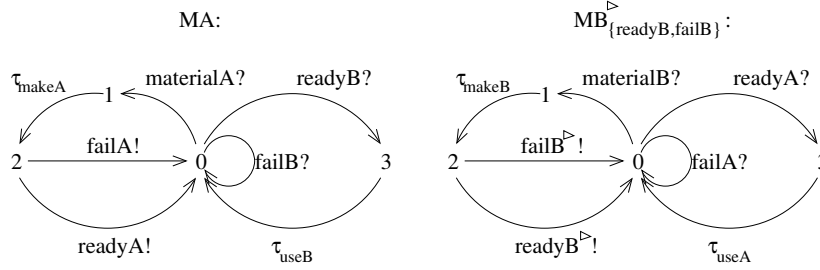 MA:
MB▷{readyB,failB}:
τmakeA
materialA?
readyB?
1
2
failA!
0
failB?
3
readyA!
τuseB
τmakeB
materialB?
readyA?
1
2
failB▷!
0
failA?
3
readyB▷!
τuseA